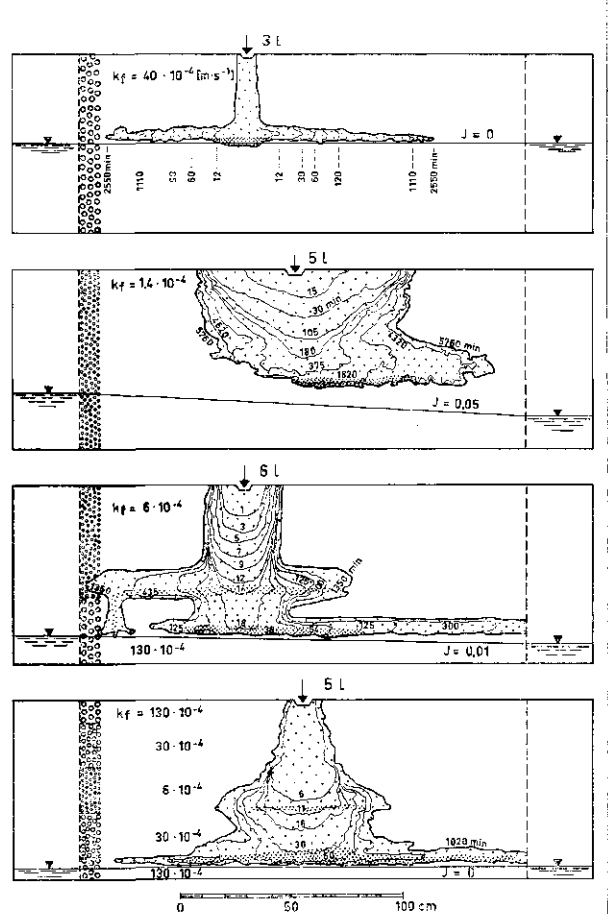 3 l
kf = 40 · 10⁻⁴ [m·s⁻¹]
J = 0
2550 min
1110
60
12
12
30
60
120
1110
2550 min
5 l
kf = 1,4 · 10⁻⁴
15
30 min
105
180
375
1620
5760 min
J = 0,05
6 l
kf = 6 · 10⁻⁴
1
3
5
7
9
12
18
125
300
130 · 10⁻⁴
J = 0,01
5 l
kf = 130 · 10⁻⁴
30 · 10⁻⁴
6 · 10⁻⁴
30 · 10⁻⁴
130 · 10⁻⁴
6
11
16
30
1020 min
J = 0
0 50 100 cm